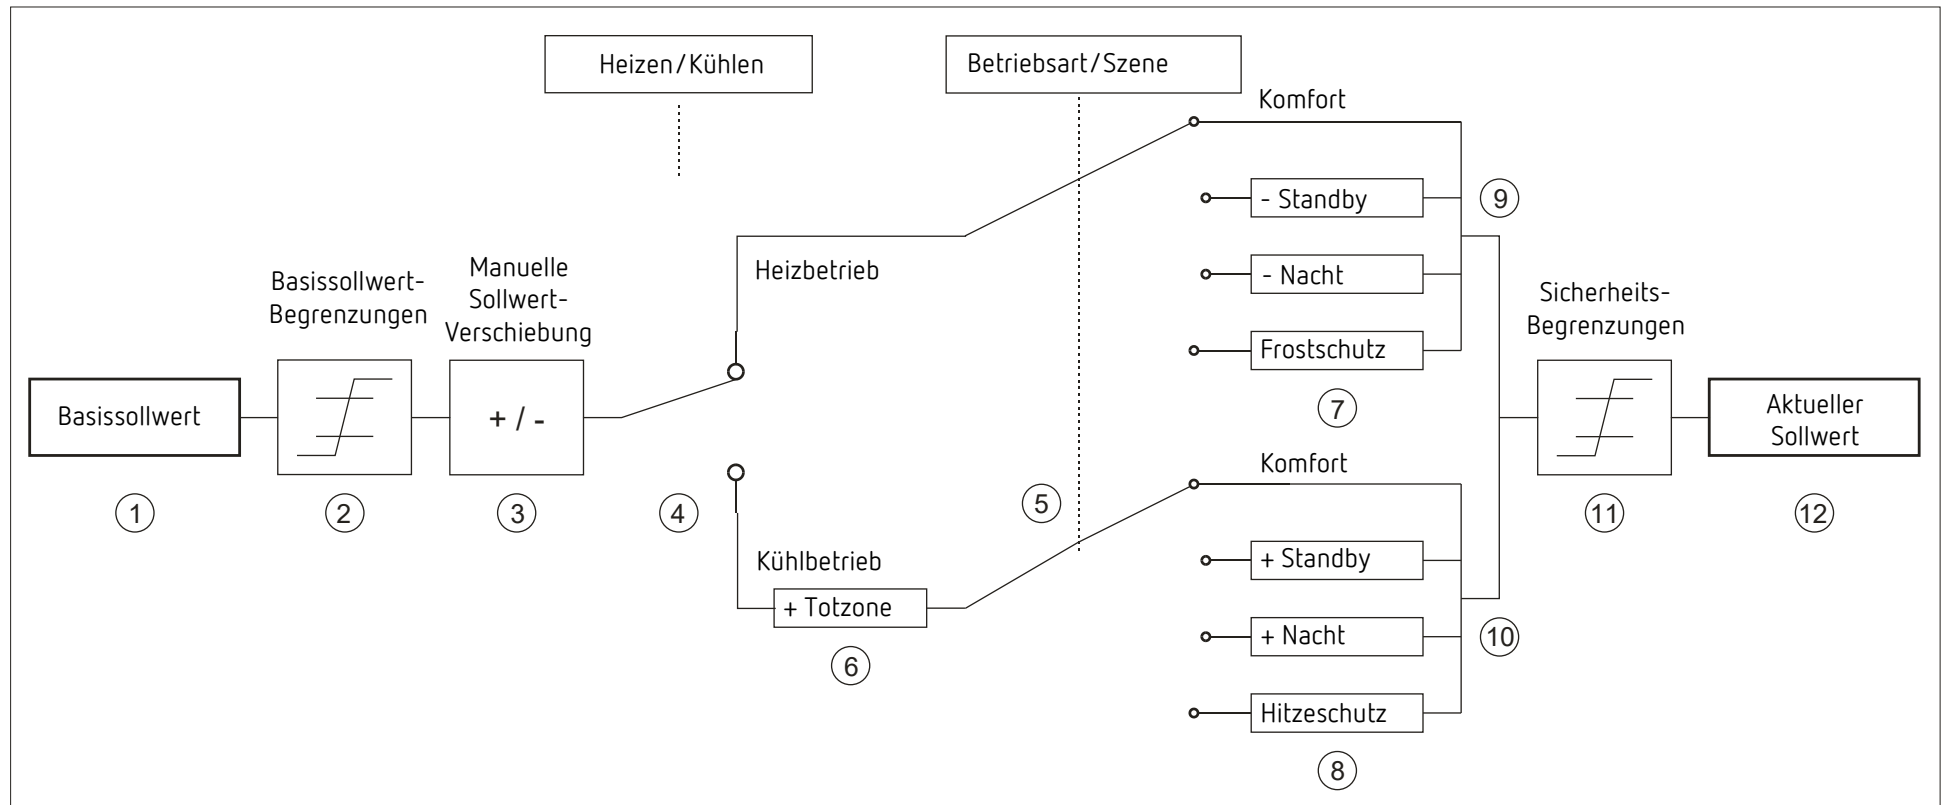 Heizen/Kühlen
Betriebsart/Szene
Komfort
- Standby
9
- Nacht
Frostschutz
7
Heizbetrieb
Basissollwert-
Begrenzungen
Manuelle
Sollwert-
Verschiebung
Sicherheits-
Begrenzungen
Basissollwert
+ / -
Aktueller
Sollwert
1
2
3
4
5
11
12
Komfort
Kühlbetrieb
+ Totzone
6
+ Standby
+ Nacht
10
Hitzeschutz
8